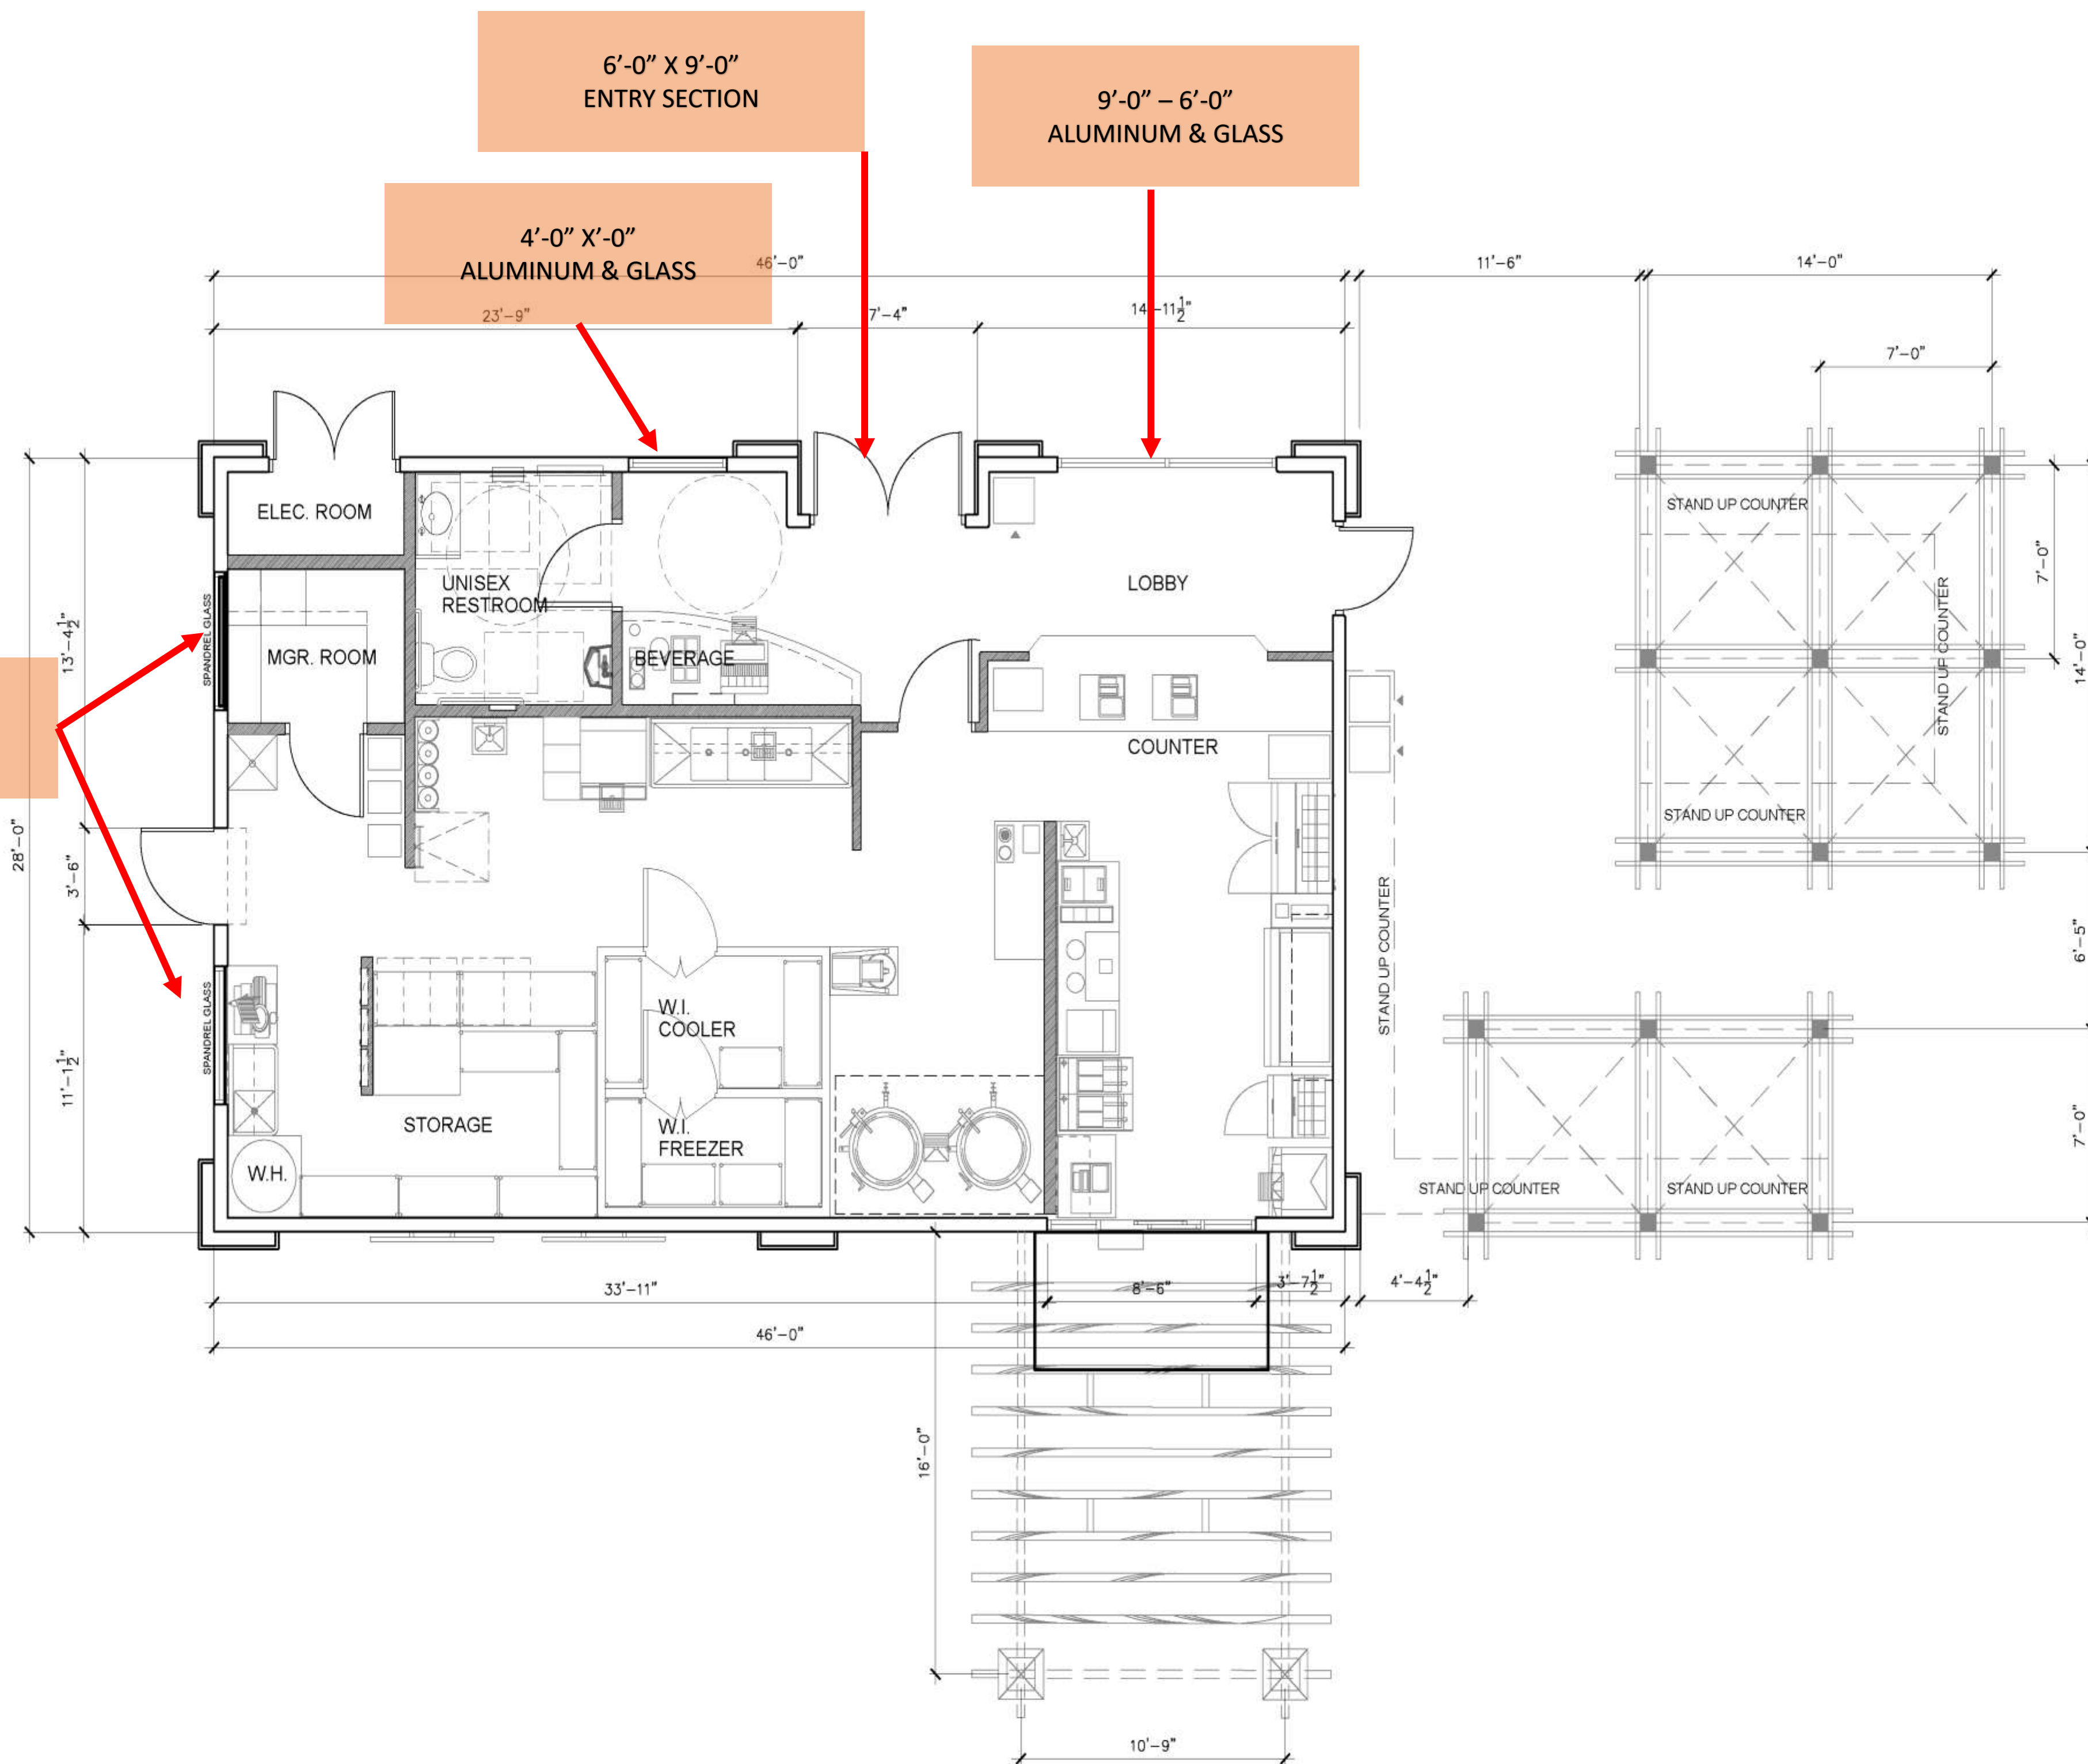 6’-0” X 9’-0”
ENTRY SECTION
9’-0” – 6’-0”
ALUMINUM & GLASS
4’-0” X’-0”
ALUMINUM & GLASS
46'-0"
11'-6"
14'-0"
23'-9"
7'-4"
14'-11½"
7'-0"
ELEC. ROOM
STAND UP COUNTER
7'-0"
UNISEX
RESTROOM
LOBBY
SPANDREL GLASS
13'-4½"
MGR. ROOM
BEVERAGE
STAND UP COUNTER
14'-0"
COUNTER
STAND UP COUNTER
28'-0"
3'-6"
STAND UP COUNTER
6'-5"
SPANDREL GLASS
W.I.
COOLER
11'-1½"
STORAGE
W.I.
FREEZER
7'-0"
W.H.
STAND UP COUNTER
STAND UP COUNTER
33'-11"
8'-6"
3'-7½"
4'-4½"
46'-0"
16'-0"
10'-9"